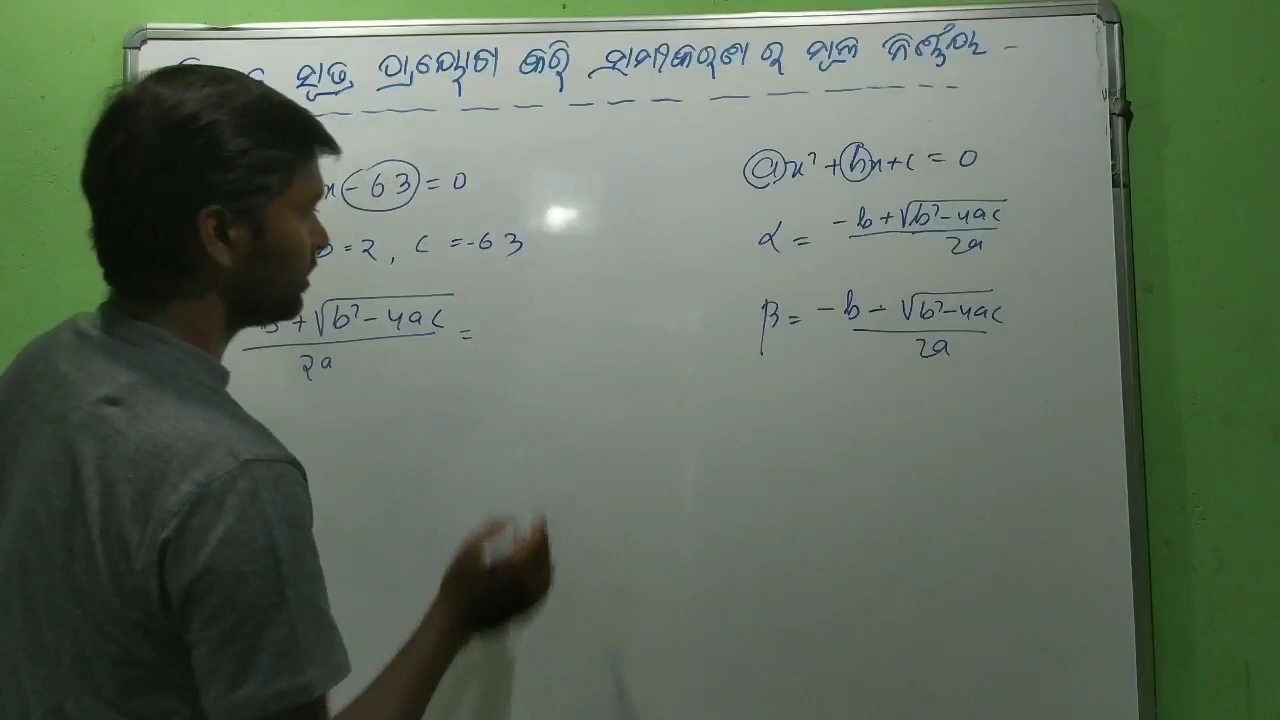 ସୂତ୍ର ପ୍ରୟୋଗ କରି ସମୀକରଣ ର ମୂଳ ନିର୍ଣ୍ଣୟ -
x - 63 = 0
b = 2, c = -63
b + √b² - 4ac =
2a
ax² + bx + c = 0
α = -b + √b² - 4ac
2a
β = -b - √b² - 4ac
2a